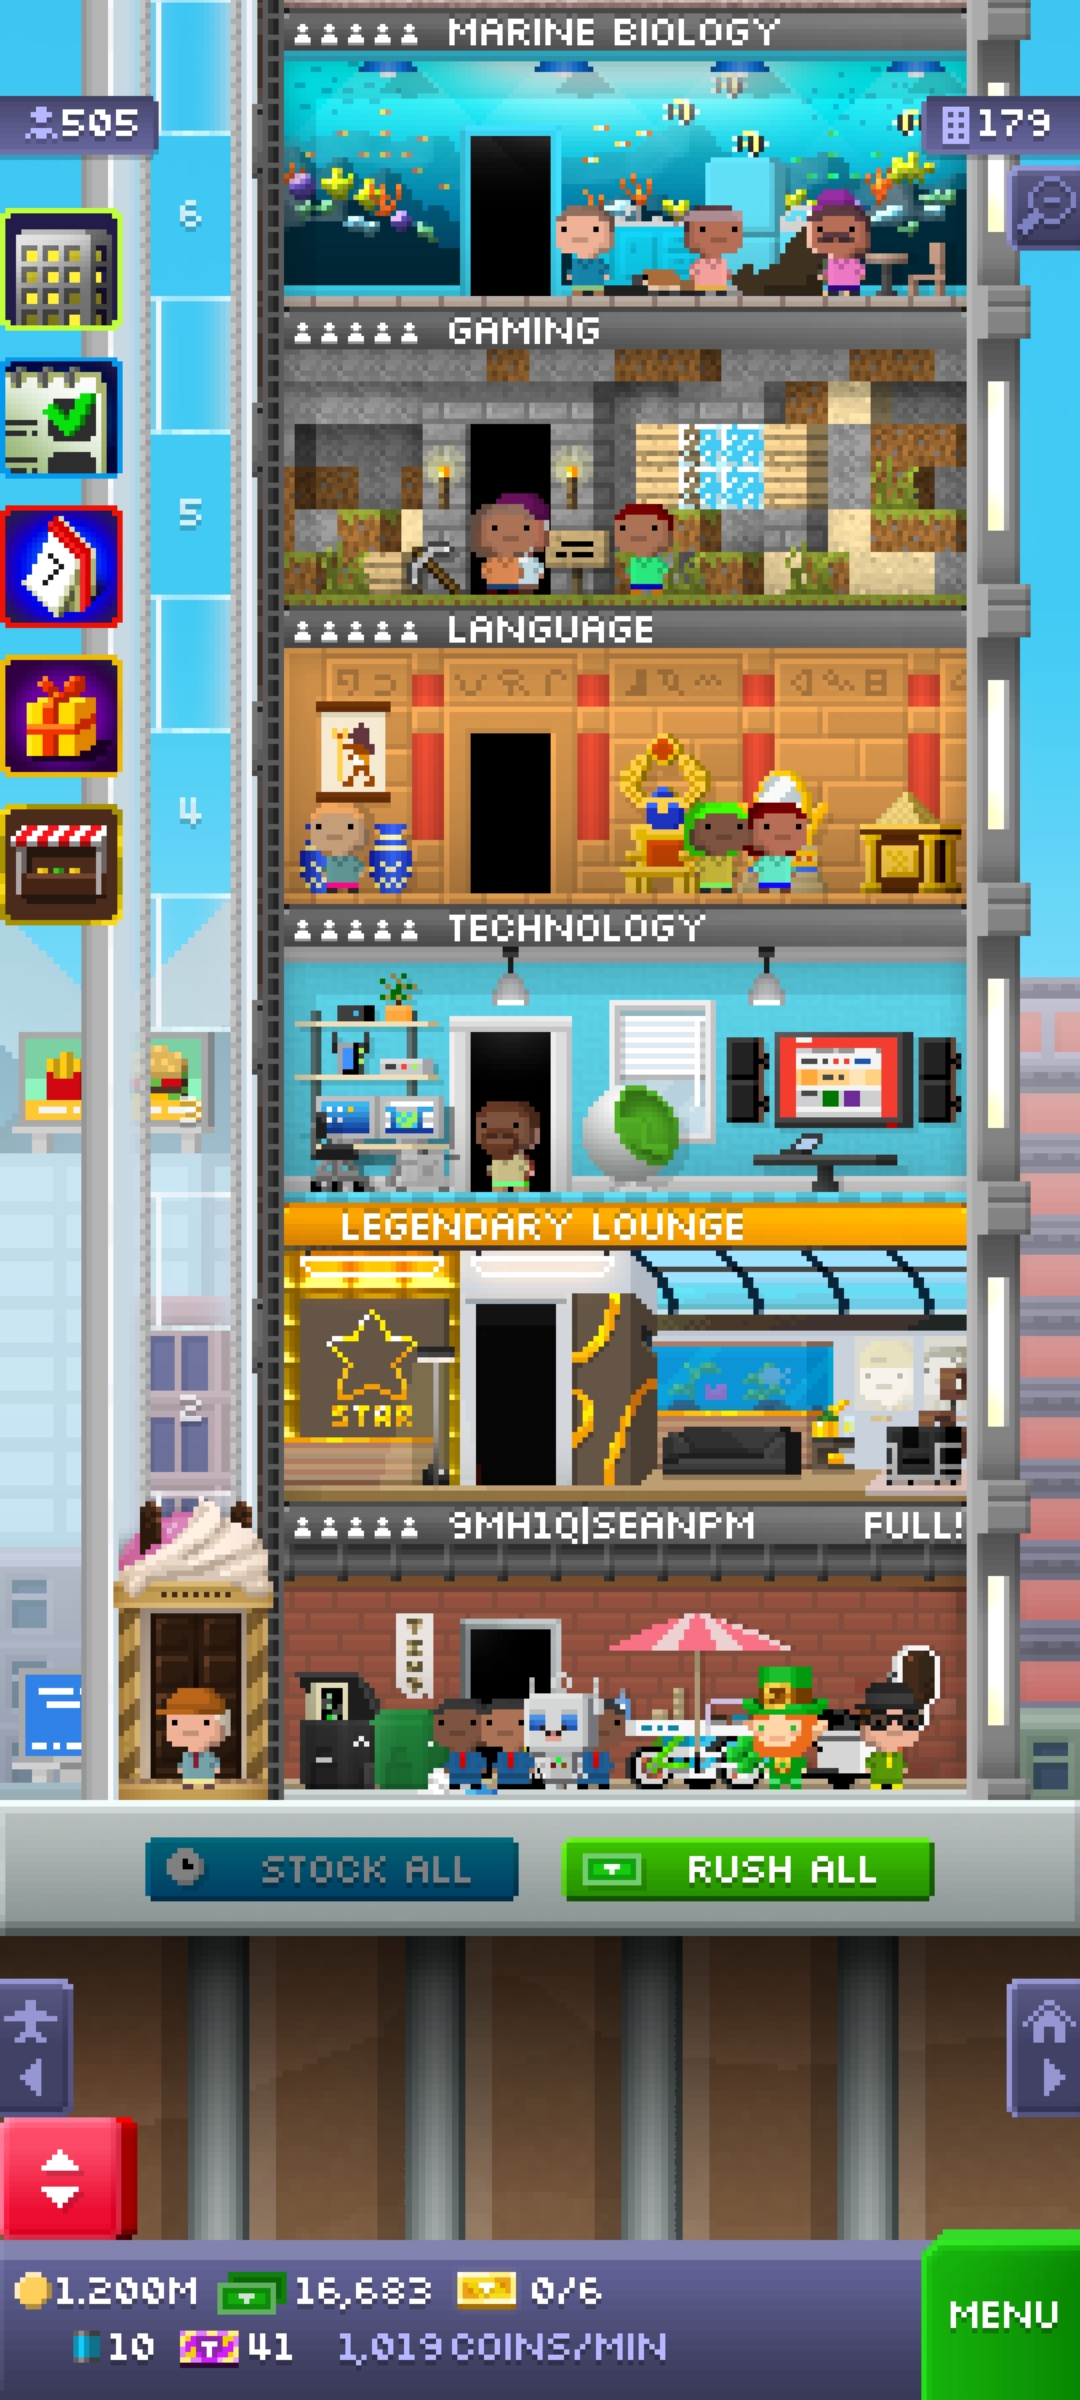 MARINE BIOLOGY
505
179
6
GAMING
5
LANGUAGE
4
TECHNOLOGY
LEGENDARY LOUNGE
STAR
2
9MH1Q|SEANPM FULL!
STOCK ALL
RUSH ALL
1.200M 16,683 0/6
10 41 1,019 COINS/MIN
MENU